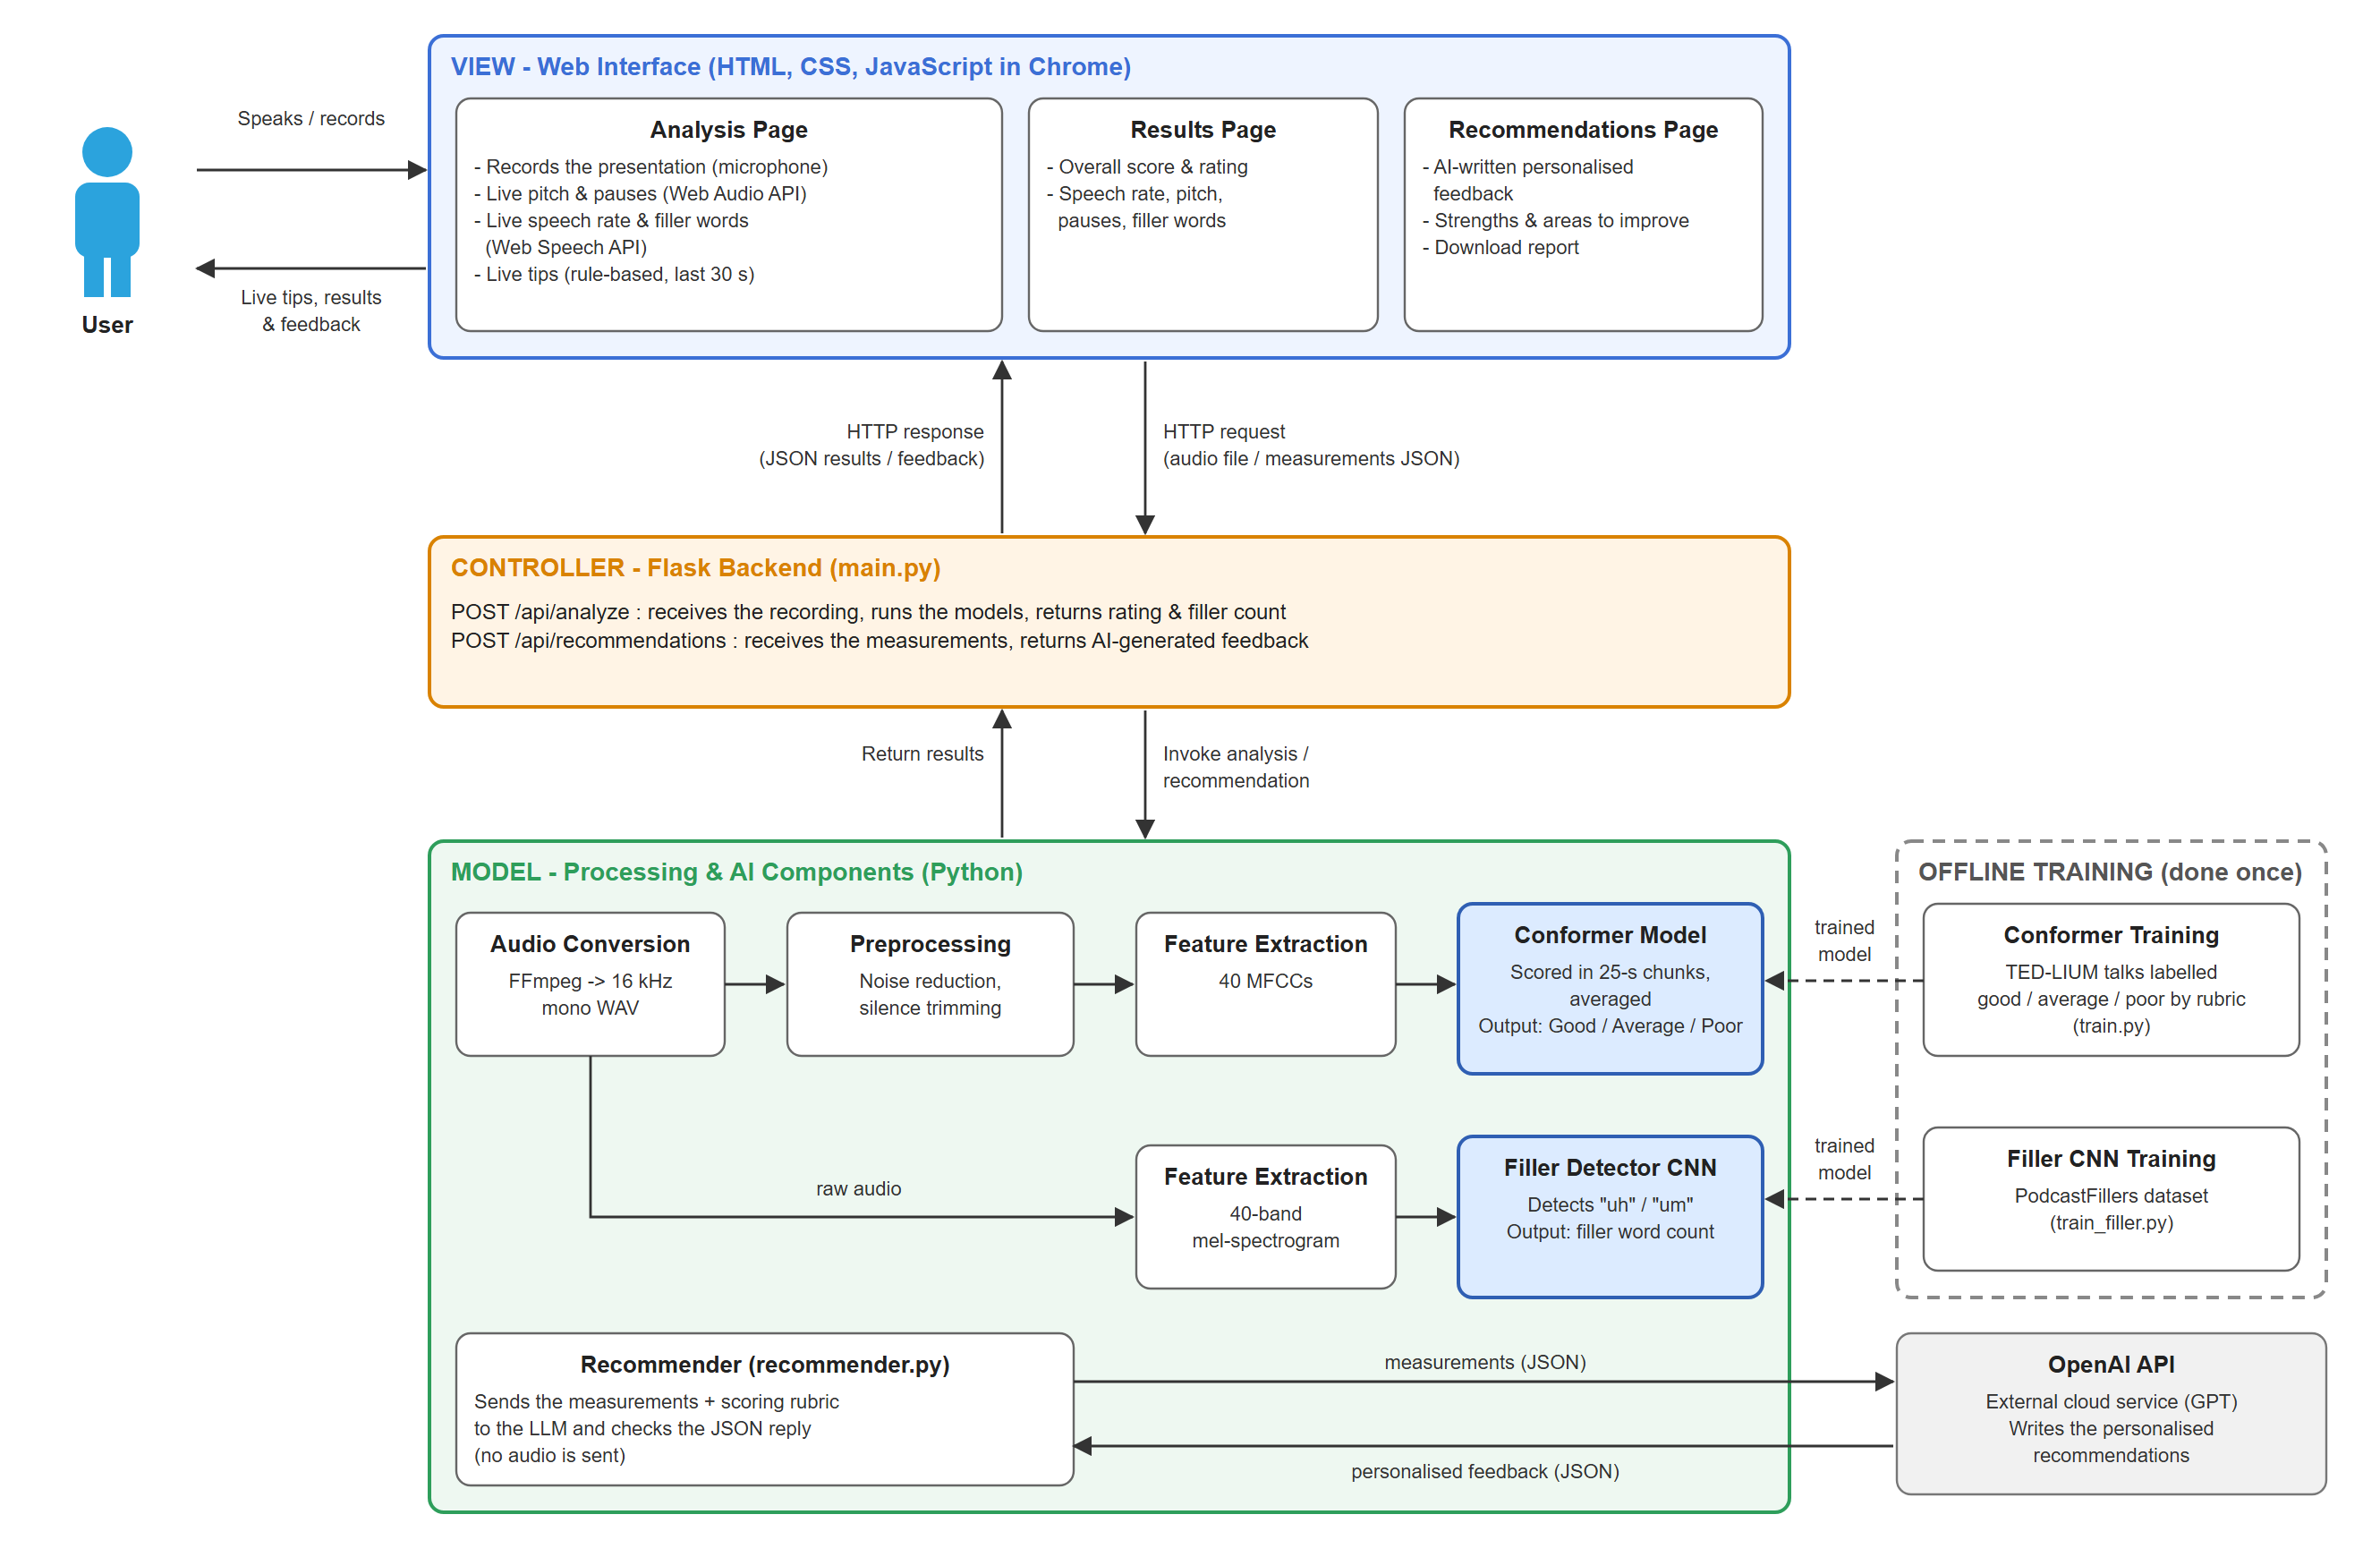 VIEW - Web Interface (HTML, CSS, JavaScript in Chrome)
Speaks / records
Live tips, results
& feedback
User
Analysis Page
- Records the presentation (microphone)
- Live pitch & pauses (Web Audio API)
- Live speech rate & filler words
(Web Speech API)
- Live tips (rule-based, last 30 s)
Results Page
- Overall score & rating
- Speech rate, pitch,
pauses, filler words
Recommendations Page
- AI-written personalised
feedback
- Strengths & areas to improve
- Download report
HTTP response
(JSON results / feedback)
HTTP request
(audio file / measurements JSON)
CONTROLLER - Flask Backend (main.py)
POST /api/analyze : receives the recording, runs the models, returns rating & filler count
POST /api/recommendations : receives the measurements, returns AI-generated feedback
Return results
Invoke analysis /
recommendation
MODEL - Processing & AI Components (Python)
Audio Conversion
FFmpeg -> 16 kHz
mono WAV
Preprocessing
Noise reduction,
silence trimming
Feature Extraction
40 MFCCs
Conformer Model
Scored in 25-s chunks,
averaged
Output: Good / Average / Poor
trained
model
OFFLINE TRAINING (done once)
Conformer Training
TED-LIUM talks labelled
good / average / poor by rubric
(train.py)
raw audio
Feature Extraction
40-band
mel-spectrogram
Filler Detector CNN
Detects "uh" / "um"
Output: filler word count
trained
model
Filler CNN Training
PodcastFillers dataset
(train_filler.py)
Recommender (recommender.py)
Sends the measurements + scoring rubric
to the LLM and checks the JSON reply
(no audio is sent)
measurements (JSON)
personalised feedback (JSON)
OpenAI API
External cloud service (GPT)
Writes the personalised
recommendations